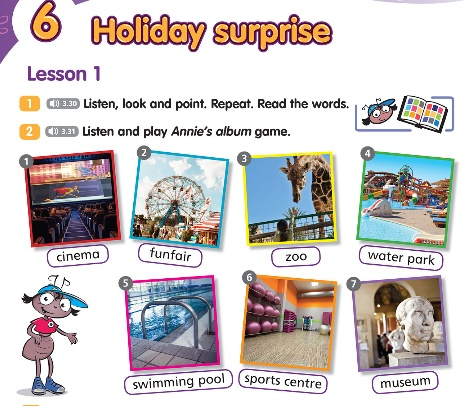 6 Holiday surprise
Lesson 1
1 3.30 Listen, look and point. Repeat. Read the words.
2 3.31 Listen and play Annie's album game.
1 2 3 4
cinema funfair zoo water park
5 6 7
swimming pool sports centre museum